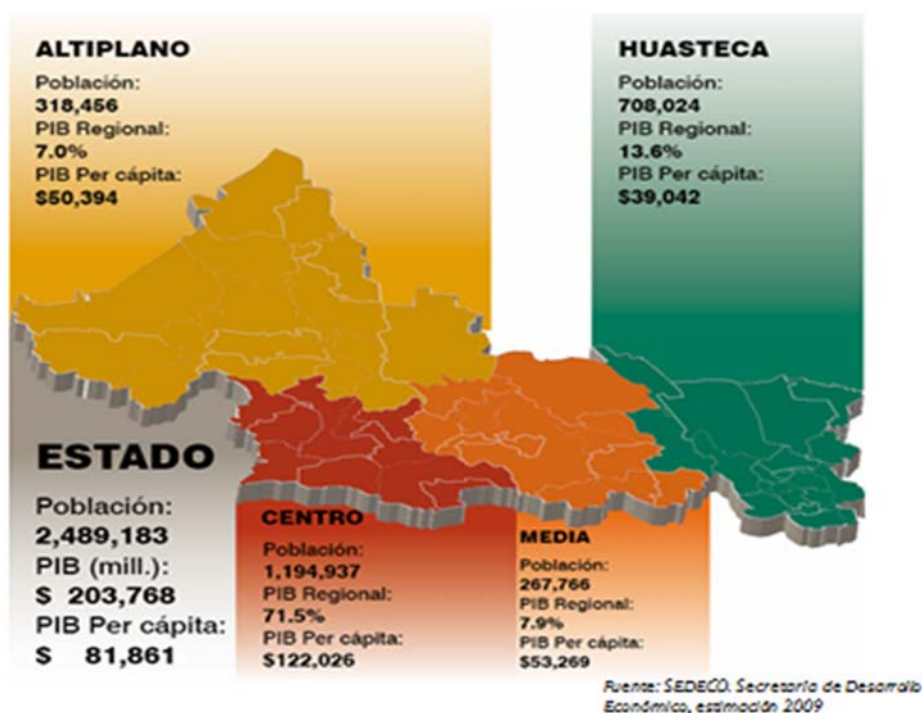 ALTIPLANO
Población:
318,456
PIB Regional:
7.0%
PIB Per cápita:
$50,394
HUASTECA
Población:
708,024
PIB Regional:
13.6%
PIB Per cápita:
$39,042
ESTADO
Población:
2,489,183
PIB (mill.):
$ 203,768
PIB Per cápita:
$ 81,861
CENTRO
Población:
1,194,937
PIB Regional:
71.5%
PIB Per cápita:
$122,026
MEDIA
Población:
267,766
PIB Regional:
7.9%
PIB Per cápita:
$53,269
Fuente: SEDECO. Secretaría de Desarrollo
Económico, estimación 2009